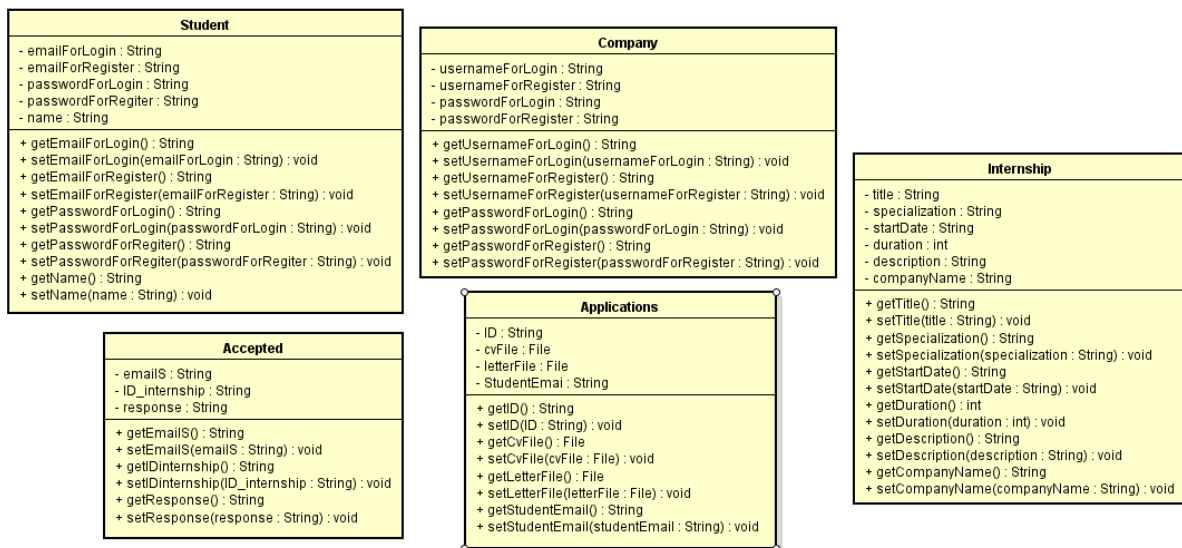 Student
- emailForLogin : String
- emailForRegister : String
- passwordForLogin : String
- passwordForRegiter : String
- name : String
+ getEmailForLogin() : String
+ setEmailForLogin(emailForLogin : String) : void
+ getEmailForRegister() : String
+ setEmailForRegister(emailForRegister : String) : void
+ getPasswordForLogin() : String
+ setPasswordForLogin(passwordForLogin : String) : void
+ getPasswordForRegiter() : String
+ setPasswordForRegiter(passwordForRegiter : String) : void
+ getName() : String
+ setName(name : String) : void
Company
- usernameForLogin : String
- usernameForRegister : String
- passwordForLogin : String
- passwordForRegister : String
+ getUsernameForLogin() : String
+ setUsernameForLogin(usernameForLogin : String) : void
+ getUsernameForRegister() : String
+ setUsernameForRegister(usernameForRegister : String) : void
+ getPasswordForLogin() : String
+ setPasswordForLogin(passwordForLogin : String) : void
+ getPasswordForRegister() : String
+ setPasswordForRegister(passwordForRegister : String) : void
Internship
- title : String
- specialization : String
- startDate : String
- duration : int
- description : String
- companyName : String
+ getTitle() : String
+ setTitle(title : String) : void
+ getSpecialization() : String
+ setSpecialization(specialization : String) : void
+ getStartDate() : String
+ setStartDate(startDate : String) : void
+ getDuration() : int
+ setDuration(duration : int) : void
+ getDescription() : String
+ setDescription(description : String) : void
+ getCompanyName() : String
+ setCompanyName(companyName : String) : void
Accepted
- emailS : String
- ID_internship : String
- response : String
+ getEmailS() : String
+ setEmailS(emailS : String) : void
+ getIDinternship() : String
+ setIDinternship(ID_internship : String) : void
+ getResponse() : String
+ setResponse(response : String) : void
Applications
- ID : String
- cvFile : File
- letterFile : File
- StudentEmai : String
+ getID() : String
+ setID(ID : String) : void
+ getCvFile() : File
+ setCvFile(cvFile : File) : void
+ getLetterFile() : File
+ setLetterFile(letterFile : File) : void
+ getStudentEmail() : String
+ setStudentEmail(studentEmail : String) : void